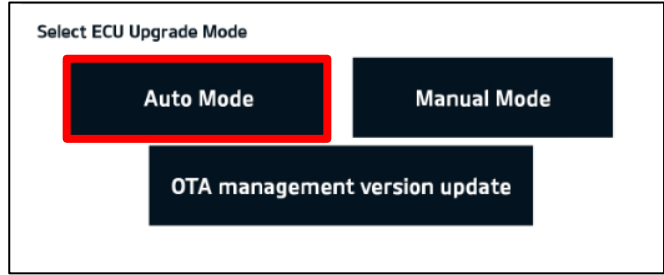 Select ECU Upgrade Mode
Auto Mode
Manual Mode
OTA management version update